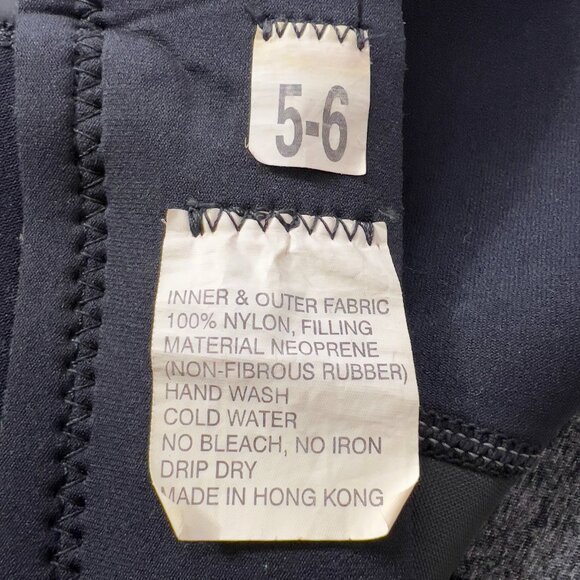 5-6
INNER & OUTER FABRIC
100% NYLON, FILLING
MATERIAL NEOPRENE
(NON-FIBROUS RUBBER)
HAND WASH
COLD WATER
NO BLEACH, NO IRON
DRIP DRY
MADE IN HONG KONG